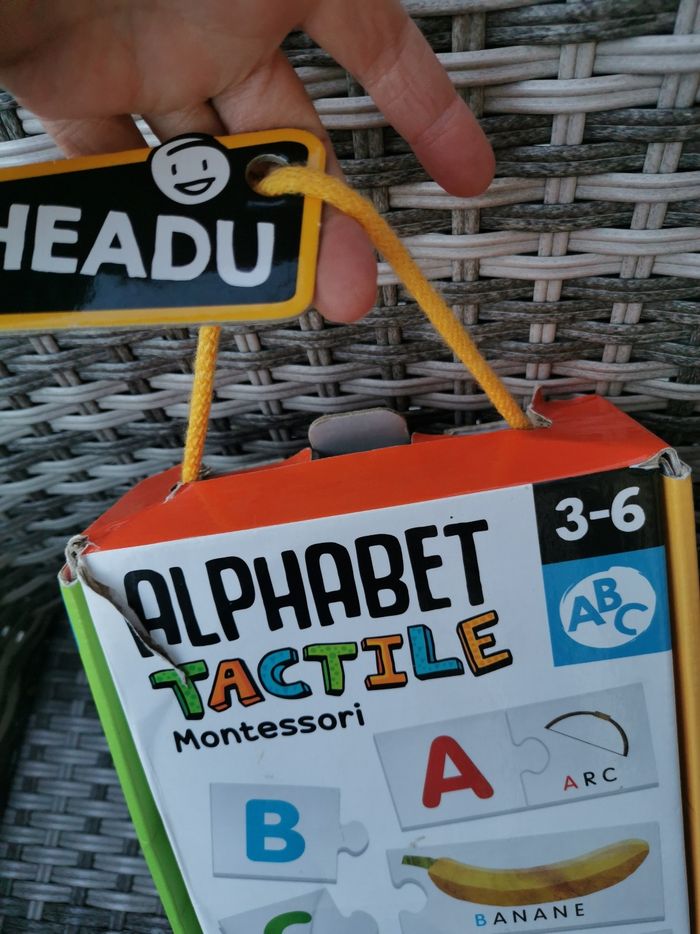 HEADU
3-6
ABC
ALPHABET
TACTILE
Montessori
A
ARC
B
BANANE
C